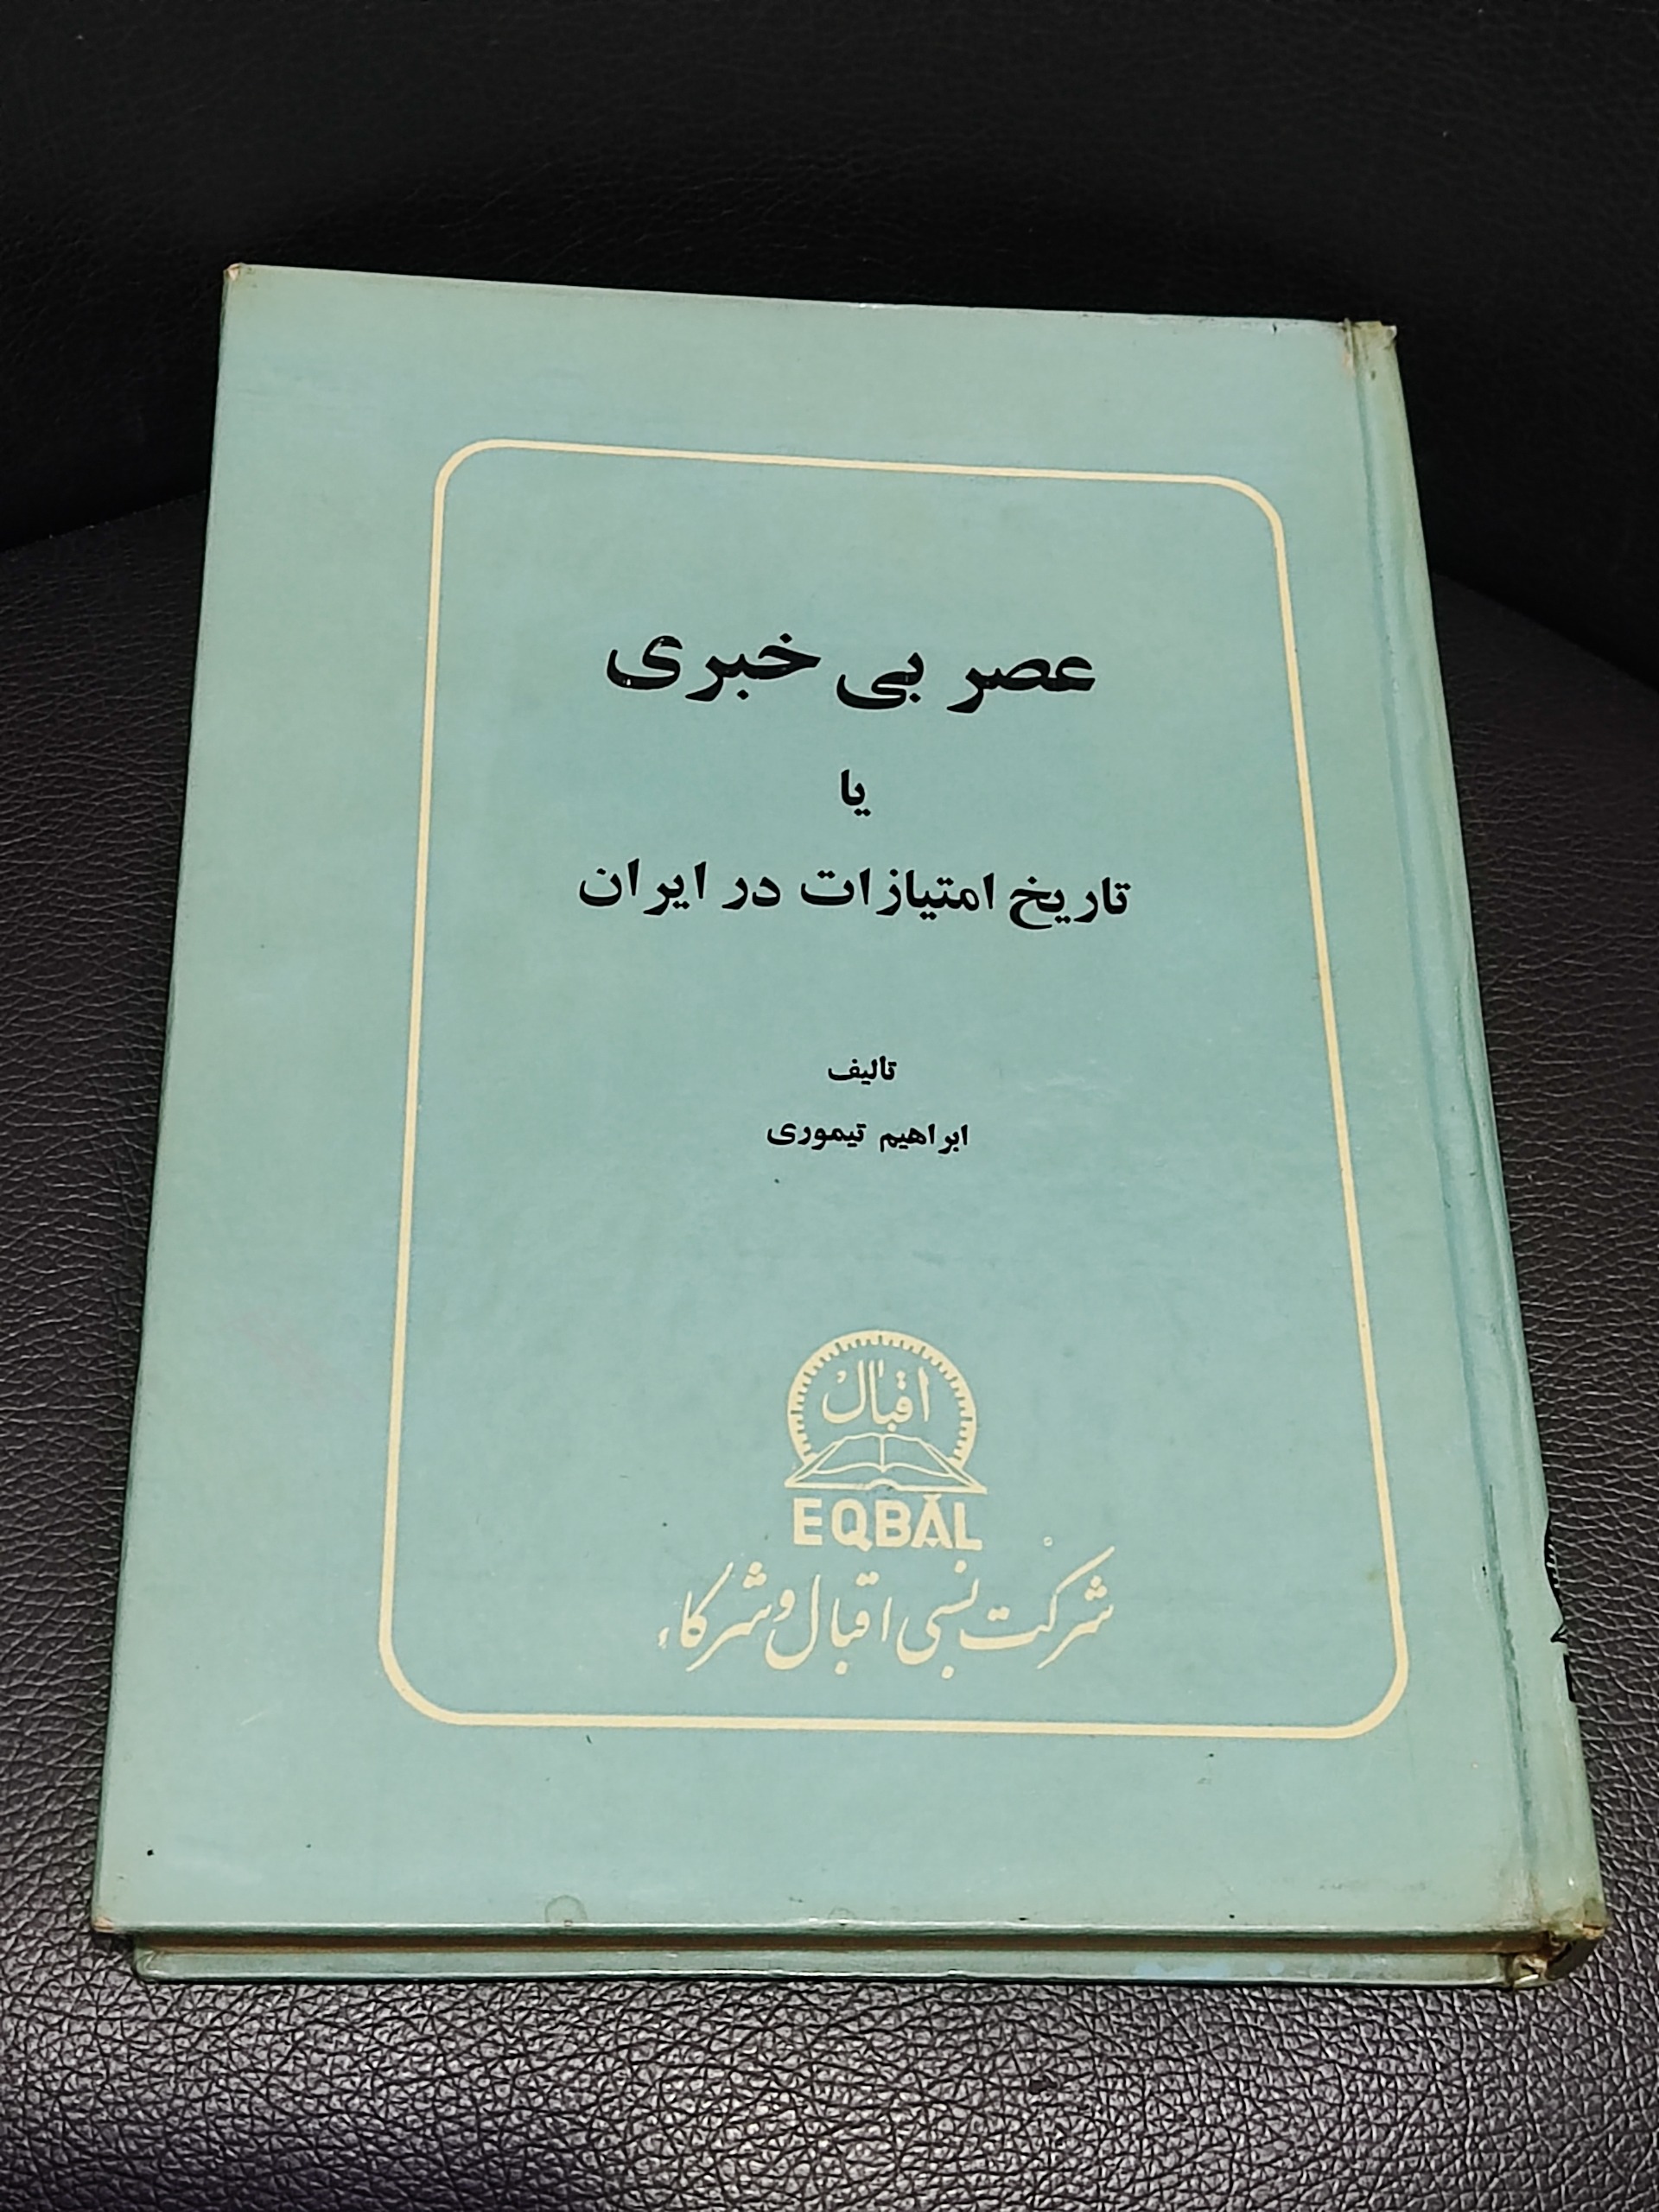 عصر بی خبری
یا
تاریخ امتیازات در ایران
تالیف
ابراهیم تیموری
اقبال
EQBAL
شرکت نسبی اقبال و شرکاء